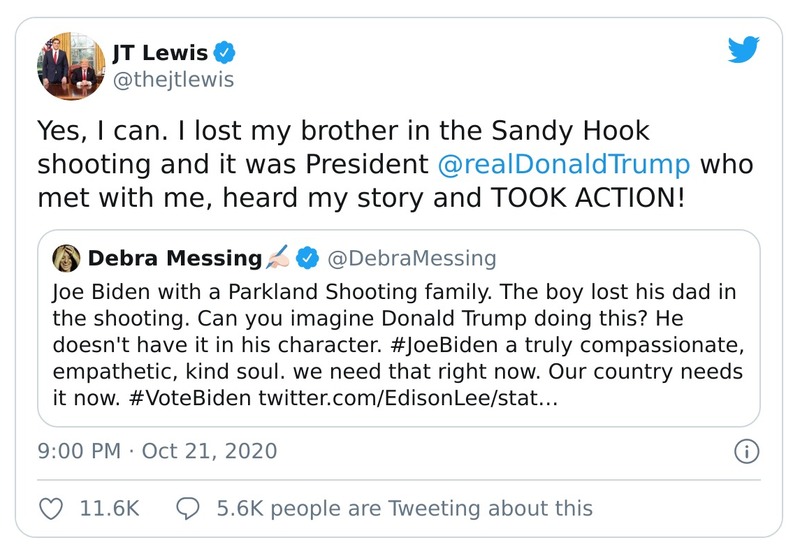 JT Lewis
@thejtlewis
Yes, I can. I lost my brother in the Sandy Hook
shooting and it was President @realDonaldTrump who
met with me, heard my story and TOOK ACTION!
Debra Messing✍🏻 @DebraMessing
Joe Biden with a Parkland Shooting family. The boy lost his dad in
the shooting. Can you imagine Donald Trump doing this? He
doesn't have it in his character. #JoeBiden a truly compassionate,
empathetic, kind soul. we need that right now. Our country needs
it now. #VoteBiden twitter.com/EdisonLee/stat…
9:00 PM · Oct 21, 2020
11.6K 5.6K people are Tweeting about this